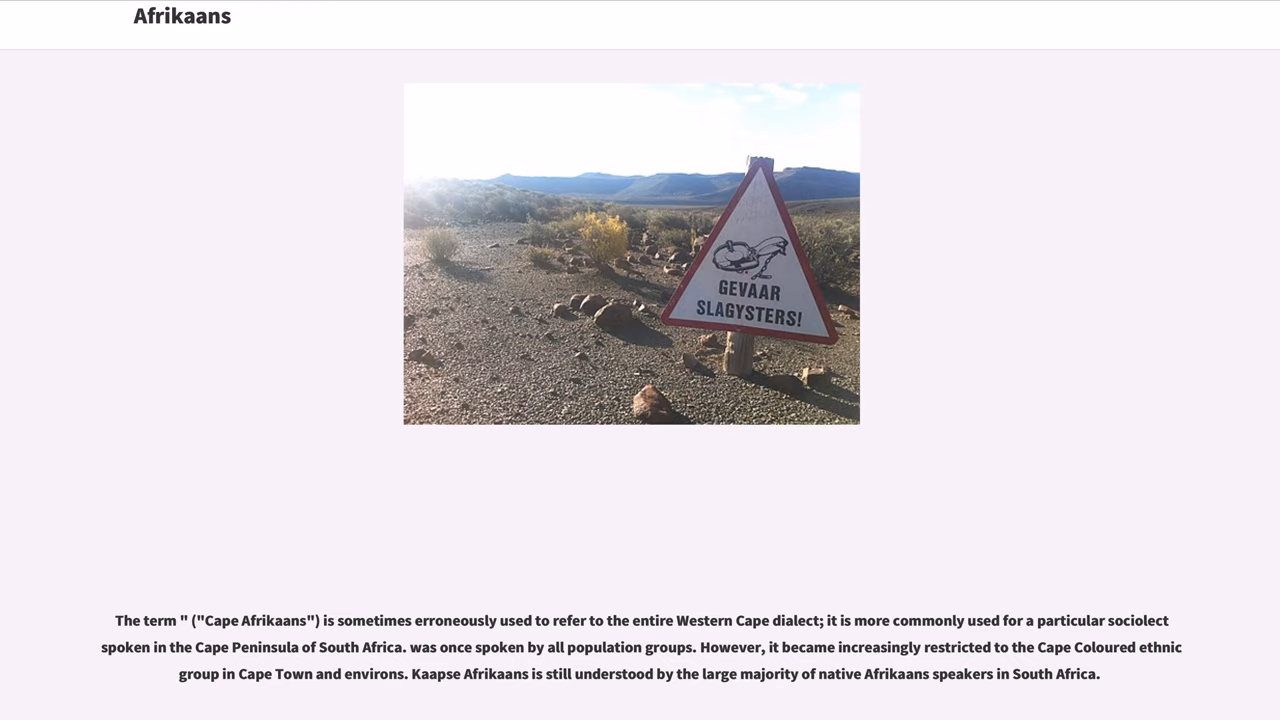 Afrikaans
GEVAAR
SLAGYSTERS!
The term " ("Cape Afrikaans") is sometimes erroneously used to refer to the entire Western Cape dialect; it is more commonly used for a particular sociolect
spoken in the Cape Peninsula of South Africa. was once spoken by all population groups. However, it became increasingly restricted to the Cape Coloured ethnic
group in Cape Town and environs. Kaapse Afrikaans is still understood by the large majority of native Afrikaans speakers in South Africa.